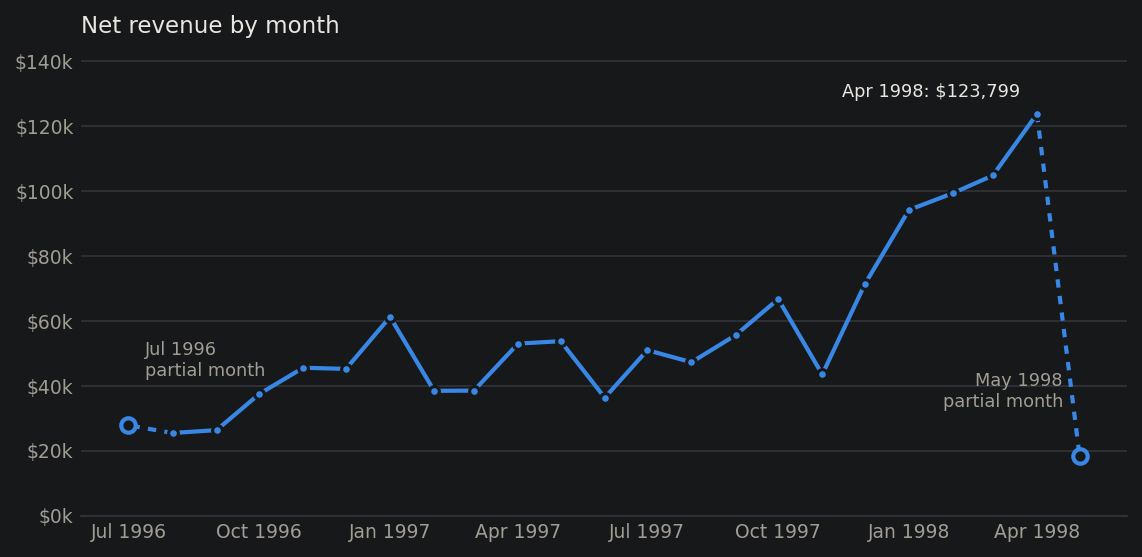 Net revenue by month
$140k
$120k
$100k
$80k
$60k
$40k
$20k
$0k
Apr 1998: $123,799
Jul 1996
partial month
May 1998
partial month
Jul 1996
Oct 1996
Jan 1997
Apr 1997
Jul 1997
Oct 1997
Jan 1998
Apr 1998